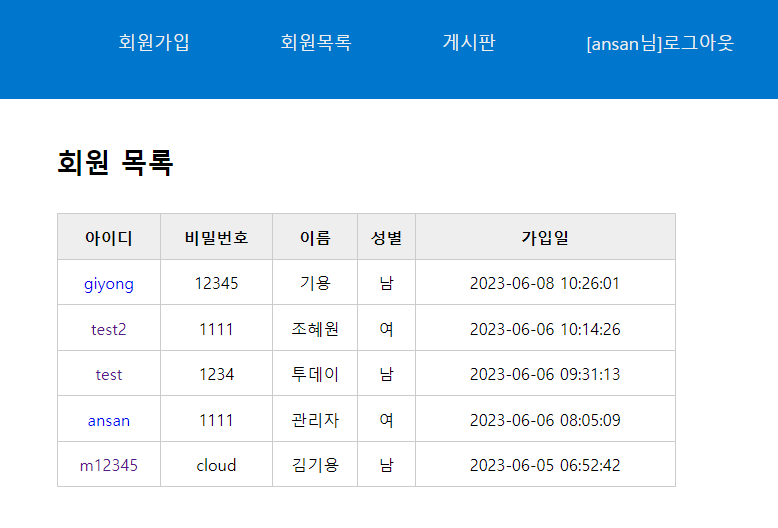 회원가입 회원목록 게시판 [ansan님]로그아웃
회원 목록
아이디 비밀번호 이름 성별 가입일
giyong 12345 기용 남 2023-06-08 10:26:01
test2 1111 조혜원 여 2023-06-06 10:14:26
test 1234 투데이 남 2023-06-06 09:31:13
ansan 1111 관리자 여 2023-06-06 08:05:09
m12345 cloud 김기용 남 2023-06-05 06:52:42